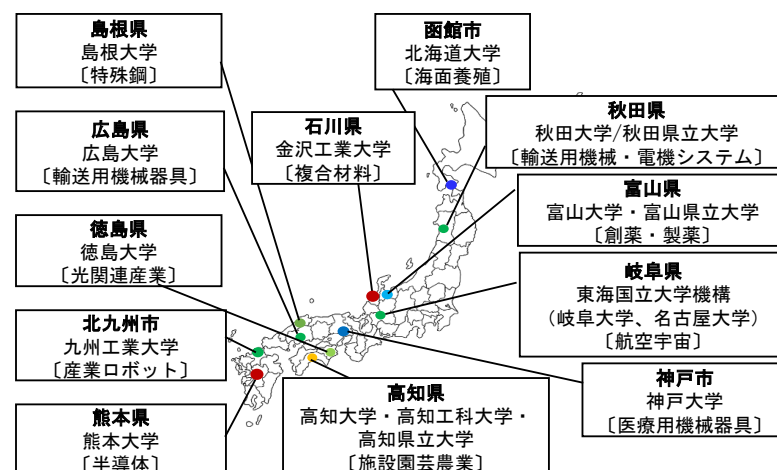 島根県
島根大学
〔特殊鋼〕
函館市
北海道大学
〔海面養殖〕
広島県
広島大学
〔輸送用機械器具〕
石川県
金沢工業大学
〔複合材料〕
秋田県
秋田大学/秋田県立大学
〔輸送用機械・電機システム〕
富山県
富山大学・富山県立大学
〔創薬・製薬〕
徳島県
徳島大学
〔光関連産業〕
岐阜県
東海国立大学機構
（岐阜大学、名古屋大学）
〔航空宇宙〕
北九州市
九州工業大学
〔産業ロボット〕
神戸市
神戸大学
〔医療用機械器具〕
高知県
高知大学・高知工科大学・
高知県立大学
〔施設園芸農業〕
熊本県
熊本大学
〔半導体〕